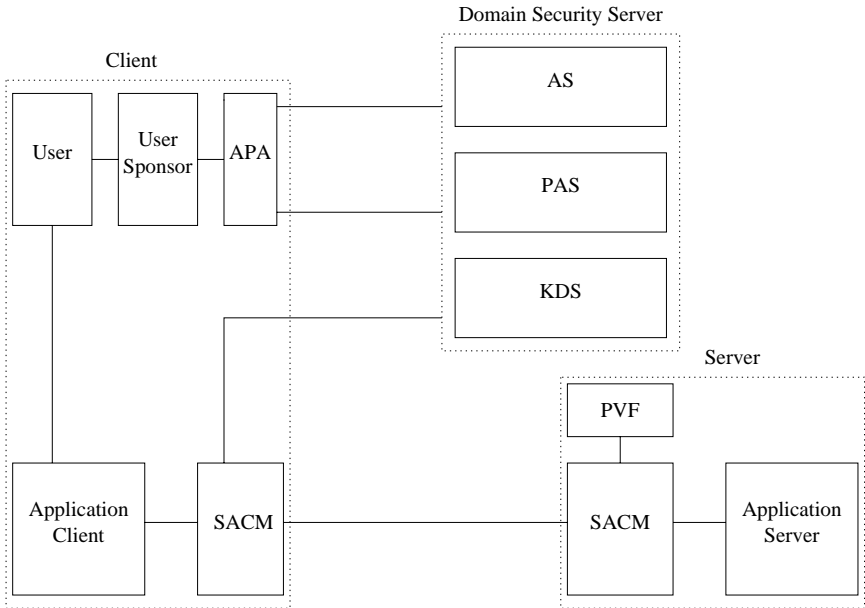 Domain Security Server
Client
AS
User
User
Sponsor
APA
PAS
KDS
Server
PVF
Application
Client
SACM
SACM
Application
Server